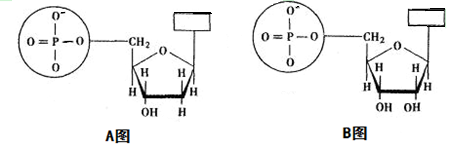 O⁻
O=P-O-CH₂
O
O
H H
H H
OH H
A图
O⁻
O=P-O-CH₂
O
O
H H
H H
OH OH
B图